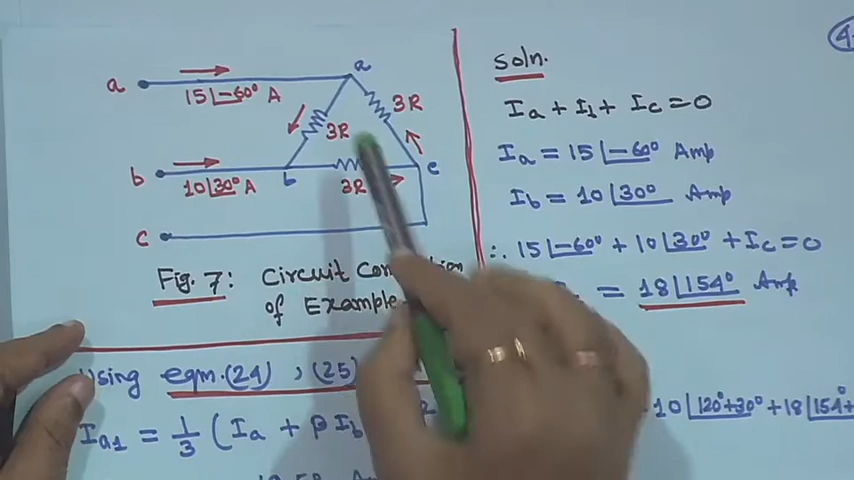 4.
a
15∠-60° A
a
3R
3R
b
10∠30° A
b
3R
c
c
Fig. 7: Circuit Con
of Example
Using eqn.(24), (25)
Ia1 = 1/3 (Ia + β Ib
Soln.
Ia + Ib + Ic = 0
Ia = 15∠-60° Amp
Ib = 10∠30° Amp
∴ 15∠-60° + 10∠30° + Ic = 0
= 18∠154° Amp
10∠120°+30° + 18∠154°+